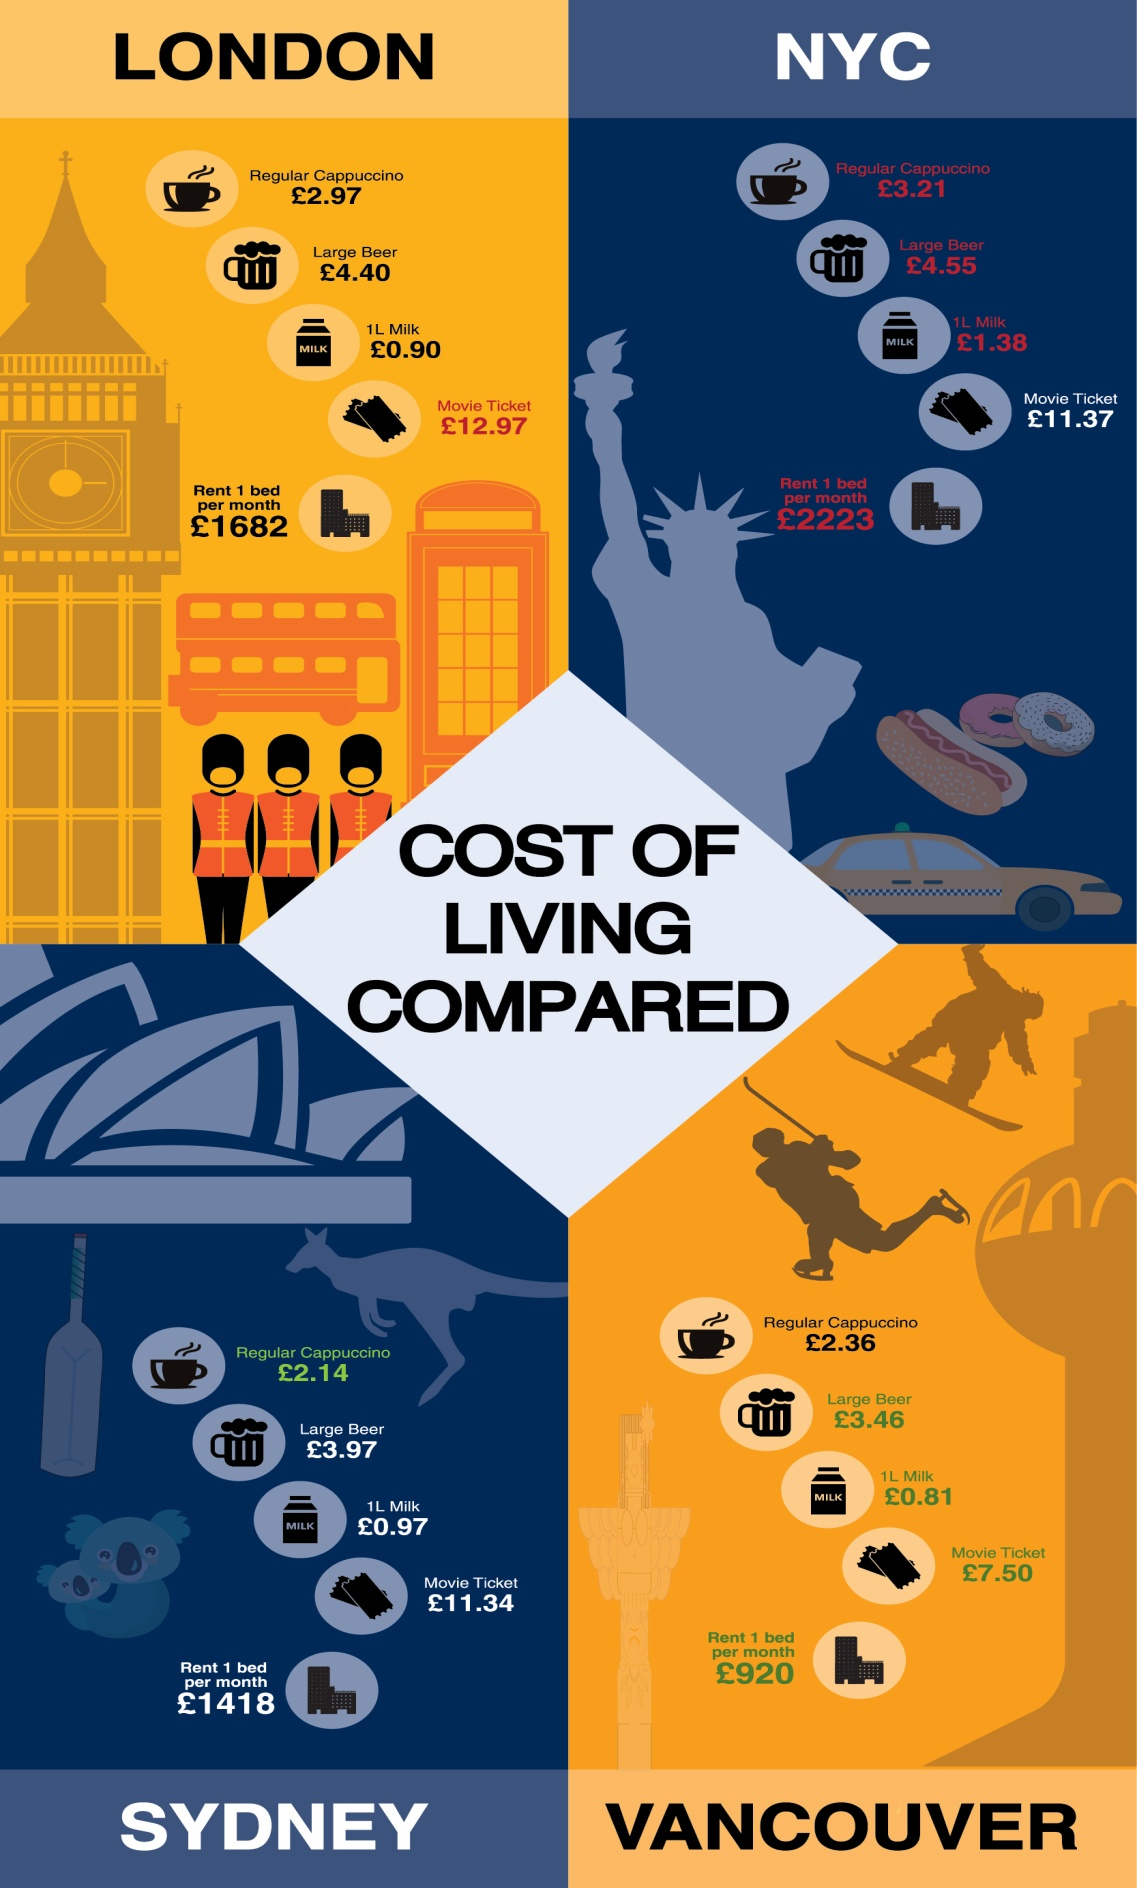 LONDON
Regular Cappuccino
£2.97
Large Beer
£4.40
1L Milk
£0.90
MILK
Movie Ticket
£12.97
Rent 1 bed
per month
£1682
NYC
Regular Cappuccino
£3.21
Large Beer
£4.55
1L Milk
£1.38
MILK
Movie Ticket
£11.37
Rent 1 bed
per month
£2223
COST OF
LIVING
COMPARED
Regular Cappuccino
£2.14
Large Beer
£3.97
1L Milk
£0.97
MILK
Movie Ticket
£11.34
Rent 1 bed
per month
£1418
SYDNEY
Regular Cappuccino
£2.36
Large Beer
£3.46
1L Milk
£0.81
MILK
Movie Ticket
£7.50
Rent 1 bed
per month
£920
VANCOUVER